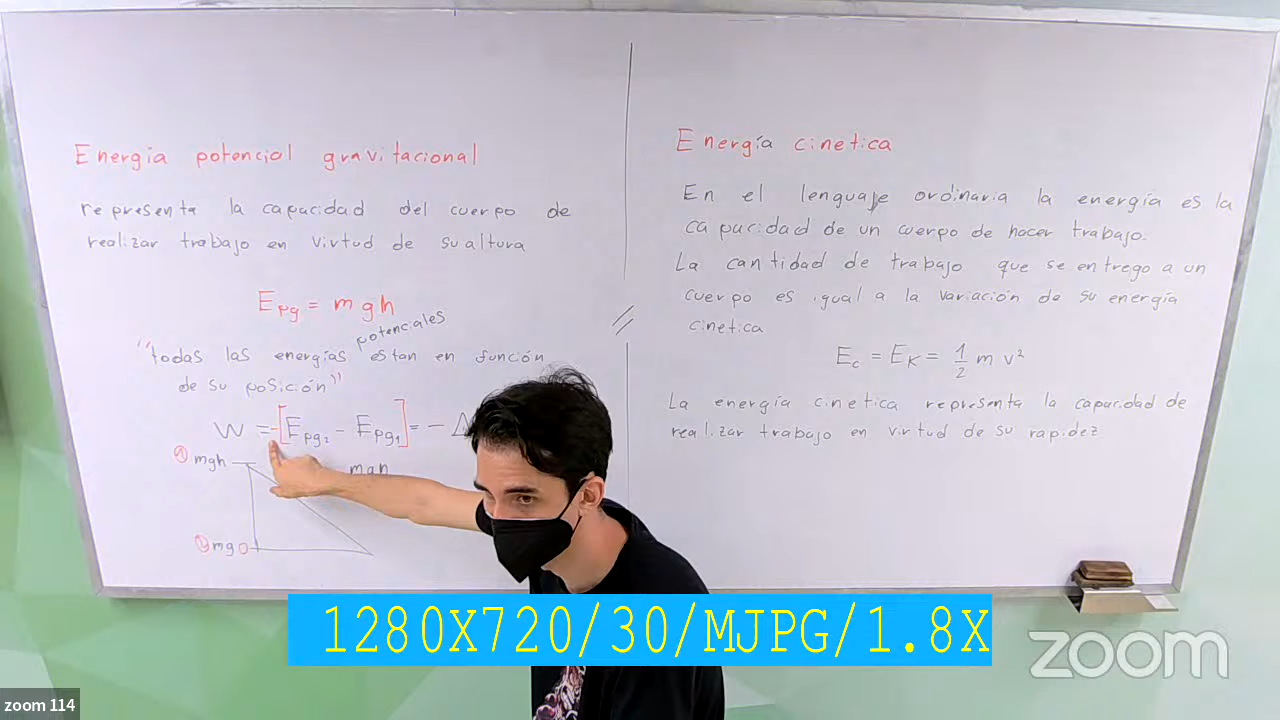 Energía potencial gravitacional
representa la capacidad del cuerpo de
realizar trabajo en virtud de su altura
Epg = mgh
"todas las energías potenciales estan en función
de su posición"
W = -[Epg₂ - Epg₁] = - Δ
① mgh
mgh
② mg0
Energía cinetica
En el lenguaje ordinaria la energía es la
capacidad de un cuerpo de hacer trabajo.
La cantidad de trabajo que se entrego a un
cuerpo es igual a la variación de su energía
cinetica
Ec = EK = 1/2 m v²
La energía cinetica representa la capacidad de
realizar trabajo en virtud de su rapidez
1280X720/30/MJPG/1.8X
zoom
zoom 114